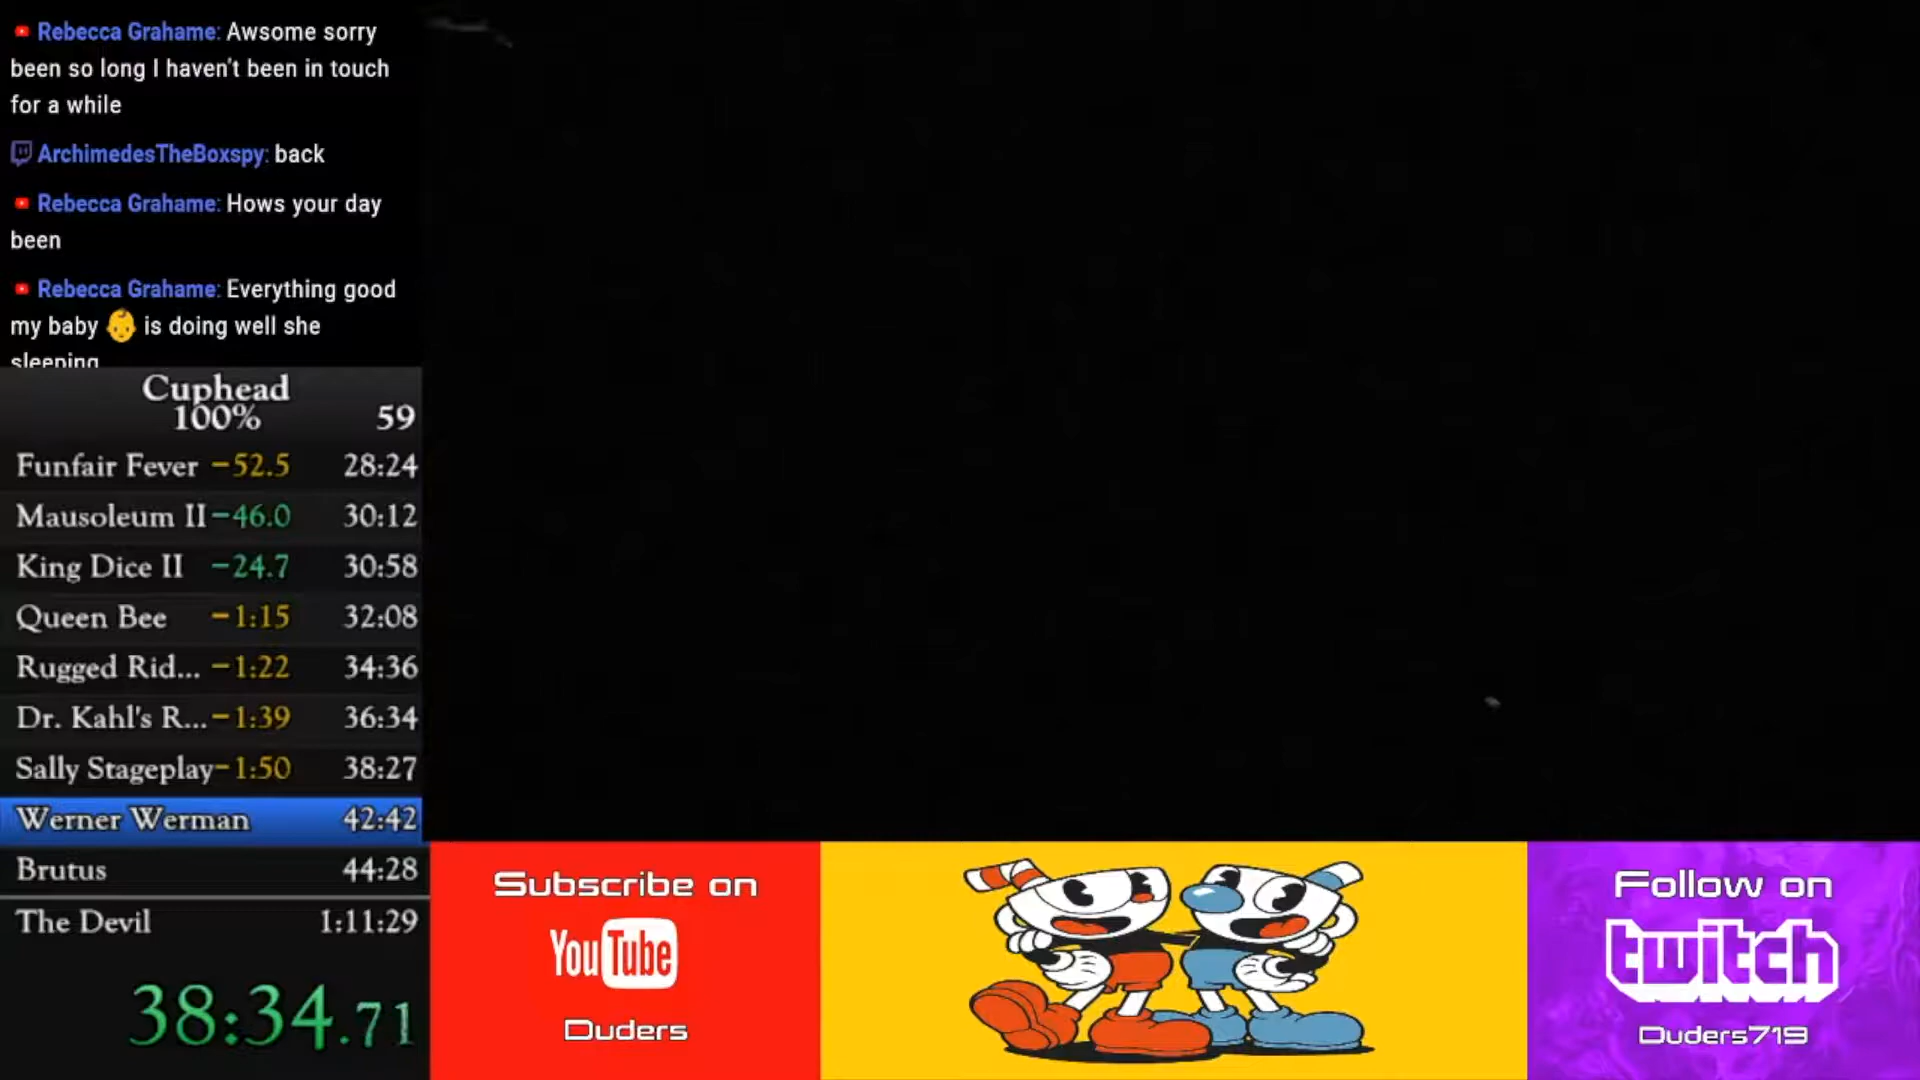 Rebecca Grahame: Awsome sorry
been so long I haven't been in touch
for a while
ArchimedesTheBoxspy: back
Rebecca Grahame: Hows your day
been
Rebecca Grahame: Everything good
my baby 👶 is doing well she
sleeping
Cuphead
100% 59
Funfair Fever -52.5 28:24
Mausoleum II -46.0 30:12
King Dice II -24.7 30:58
Queen Bee -1:15 32:08
Rugged Rid... -1:22 34:36
Dr. Kahl's R... -1:39 36:34
Sally Stageplay -1:50 38:27
Werner Werman 42:42
Brutus 44:28
The Devil 1:11:29
38:34.71
Subscribe on
YouTube
Duders
Follow on
twitch
Duders719